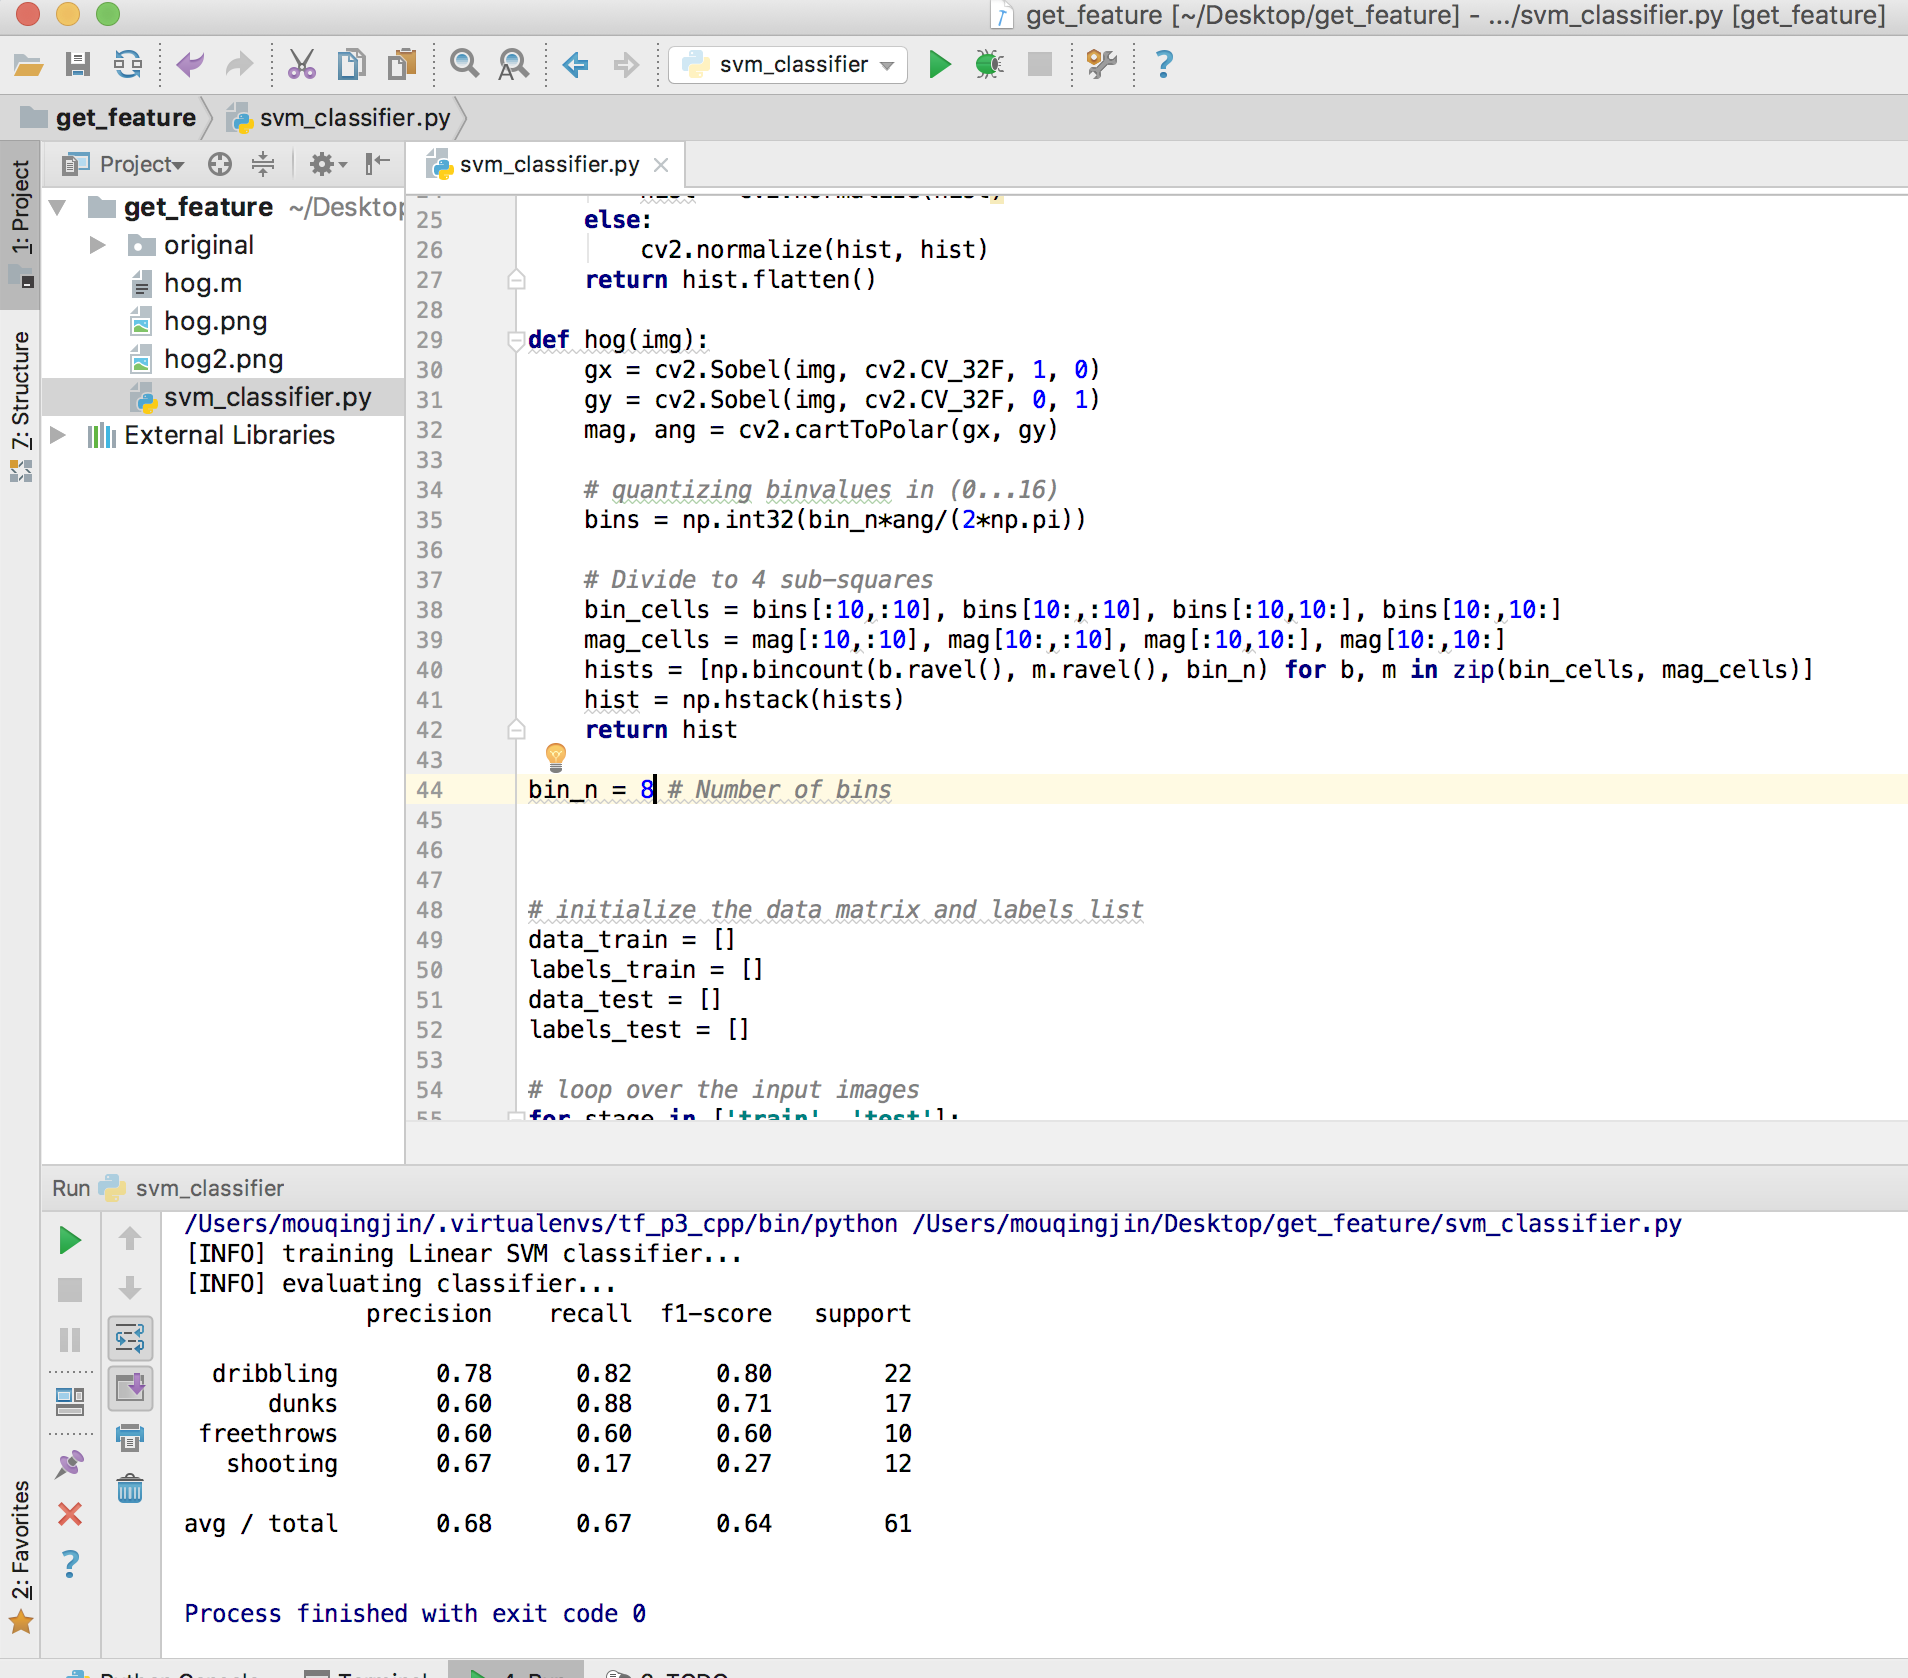 get_feature [~/Desktop/get_feature] - .../svm_classifier.py [get_feature]
svm_classifier
get_feature
svm_classifier.py
1: Project
Project
svm_classifier.py
get_feature ~/Desktop
original
hog.m
hog.png
hog2.png
svm_classifier.py
External Libraries
7: Structure
2: Favorites
25 else:
26 cv2.normalize(hist, hist)
27 return hist.flatten()
28
29 def hog(img):
30 gx = cv2.Sobel(img, cv2.CV_32F, 1, 0)
31 gy = cv2.Sobel(img, cv2.CV_32F, 0, 1)
32 mag, ang = cv2.cartToPolar(gx, gy)
33
34 # quantizing binvalues in (0...16)
35 bins = np.int32(bin_n*ang/(2*np.pi))
36
37 # Divide to 4 sub-squares
38 bin_cells = bins[:10,:10], bins[10:,:10], bins[:10,10:], bins[10:,10:]
39 mag_cells = mag[:10,:10], mag[10:,:10], mag[:10,10:], mag[10:,10:]
40 hists = [np.bincount(b.ravel(), m.ravel(), bin_n) for b, m in zip(bin_cells, mag_cells)]
41 hist = np.hstack(hists)
42 return hist
43
44 bin_n = 8 # Number of bins
45
46
47
48 # initialize the data matrix and labels list
49 data_train = []
50 labels_train = []
51 data_test = []
52 labels_test = []
53
54 # loop over the input images
55 for stage in ['train', 'test']:
Run svm_classifier
/Users/mouqingjin/.virtualenvs/tf_p3_cpp/bin/python /Users/mouqingjin/Desktop/get_feature/svm_classifier.py
[INFO] training Linear SVM classifier...
[INFO] evaluating classifier...
precision recall f1-score support
dribbling 0.78 0.82 0.80 22
dunks 0.60 0.88 0.71 17
freethrows 0.60 0.60 0.60 10
shooting 0.67 0.17 0.27 12
avg / total 0.68 0.67 0.64 61
Process finished with exit code 0
Python Console Terminal 4: Run 6: TODO